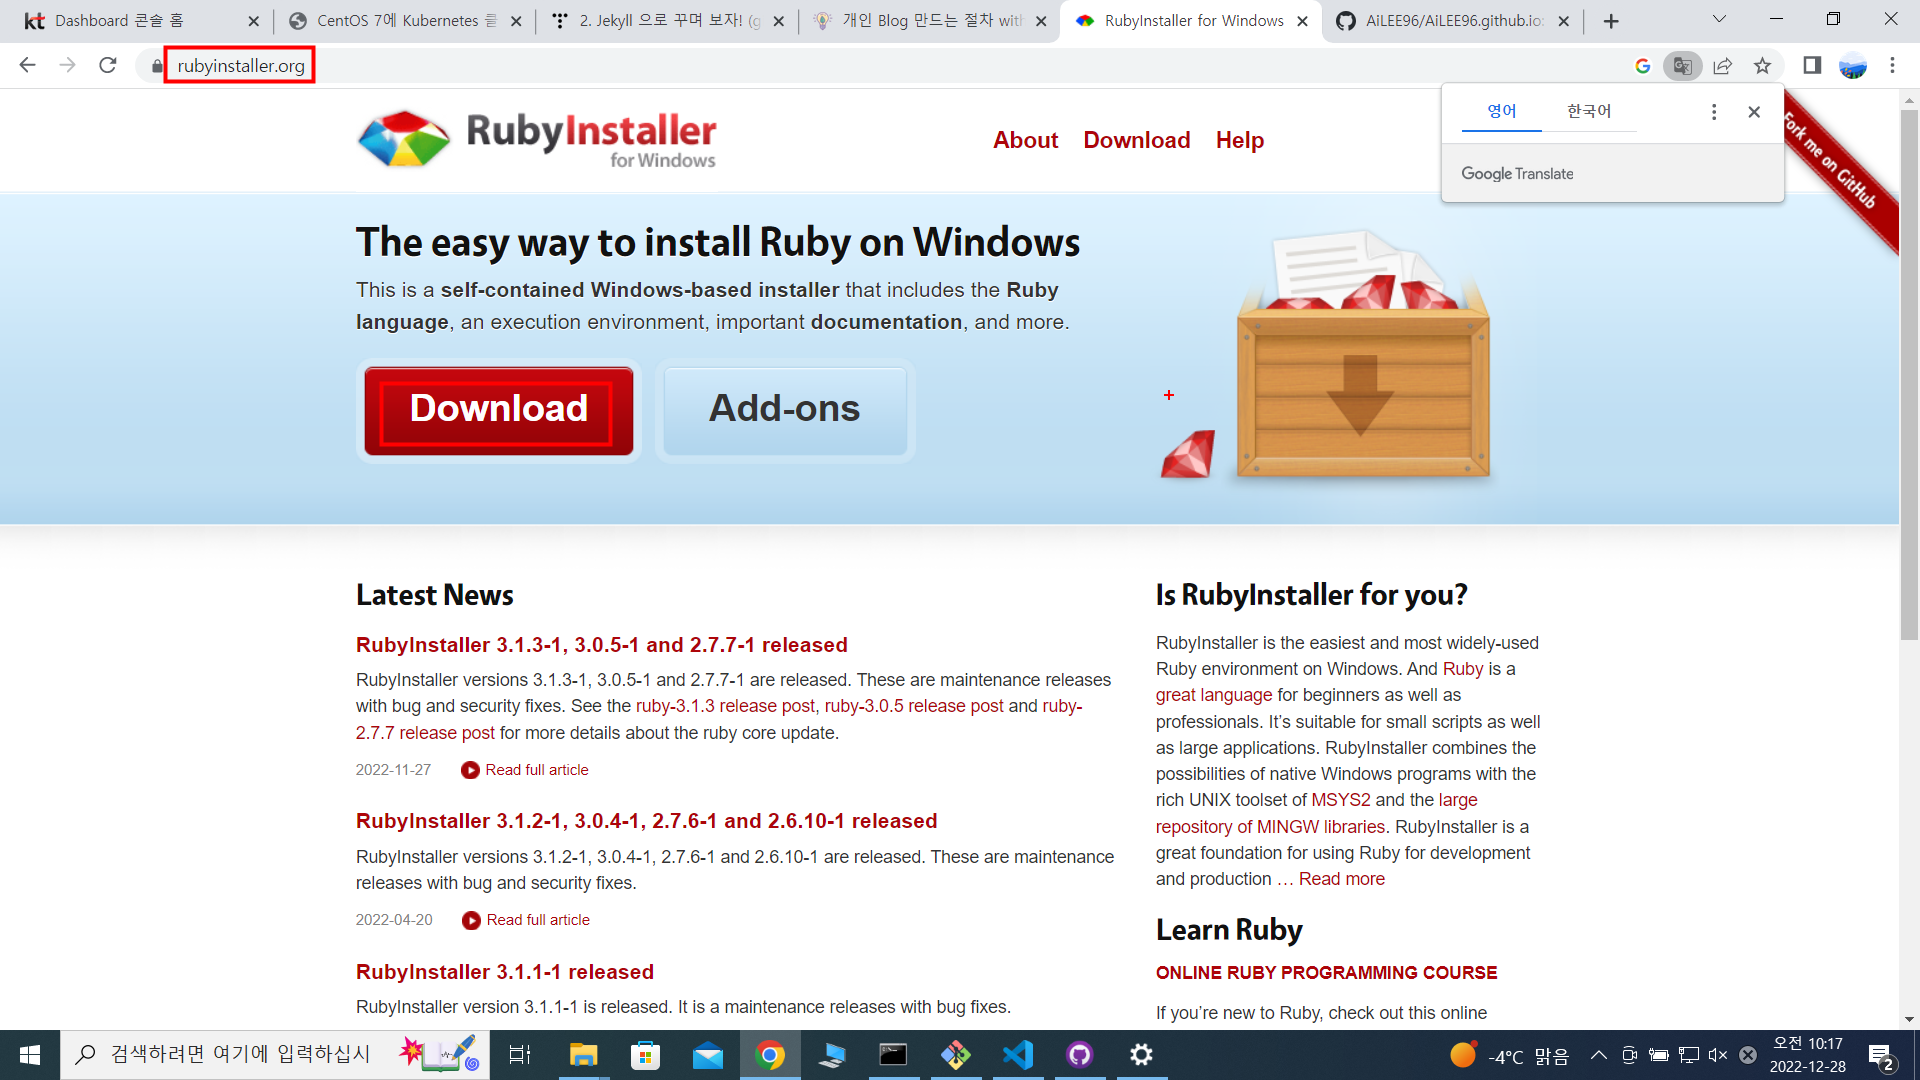 kt Dashboard 콘솔 홈
CentOS 7에 Kubernetes 클
2. Jekyll 으로 꾸며 보자! (g
개인 Blog 만드는 절차 with
RubyInstaller for Windows
AiLEE96/AiLEE96.github.io:
rubyinstaller.org
영어 한국어
Google Translate
Fork me on GitHub
RubyInstaller
for Windows
About Download Help
The easy way to install Ruby on Windows
This is a self-contained Windows-based installer that includes the Ruby
language, an execution environment, important documentation, and more.
Download
Add-ons
Latest News
RubyInstaller 3.1.3-1, 3.0.5-1 and 2.7.7-1 released
RubyInstaller versions 3.1.3-1, 3.0.5-1 and 2.7.7-1 are released. These are maintenance releases
with bug and security fixes. See the ruby-3.1.3 release post, ruby-3.0.5 release post and ruby-
2.7.7 release post for more details about the ruby core update.
2022-11-27 Read full article
RubyInstaller 3.1.2-1, 3.0.4-1, 2.7.6-1 and 2.6.10-1 released
RubyInstaller versions 3.1.2-1, 3.0.4-1, 2.7.6-1 and 2.6.10-1 are released. These are maintenance
releases with bug and security fixes.
2022-04-20 Read full article
RubyInstaller 3.1.1-1 released
RubyInstaller version 3.1.1-1 is released. It is a maintenance releases with bug fixes.
Is RubyInstaller for you?
RubyInstaller is the easiest and most widely-used
Ruby environment on Windows. And Ruby is a
great language for beginners as well as
professionals. It’s suitable for small scripts as well
as large applications. RubyInstaller combines the
possibilities of native Windows programs with the
rich UNIX toolset of MSYS2 and the large
repository of MINGW libraries. RubyInstaller is a
great foundation for using Ruby for development
and production … Read more
Learn Ruby
ONLINE RUBY PROGRAMMING COURSE
If you’re new to Ruby, check out this online
검색하려면 여기에 입력하십시
-4°C 맑음
오전 10:17
2022-12-28
2